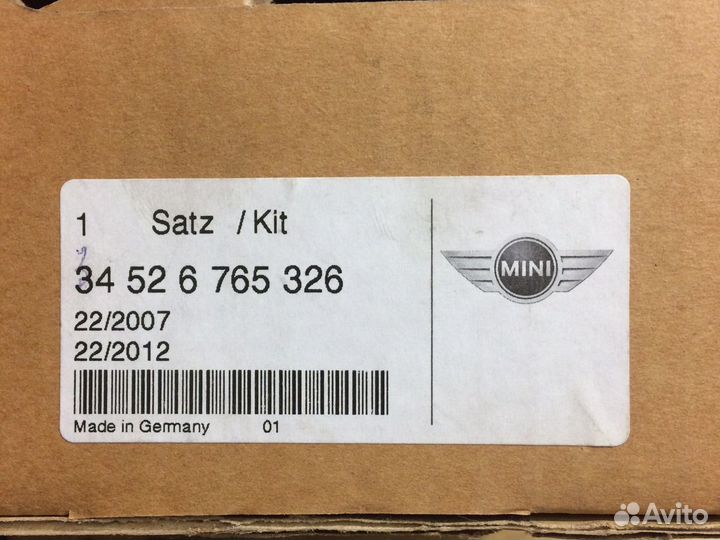 1 Satz / Kit
34 52 6 765 326
22/2007
22/2012
Made in Germany 01
MINI
Avito